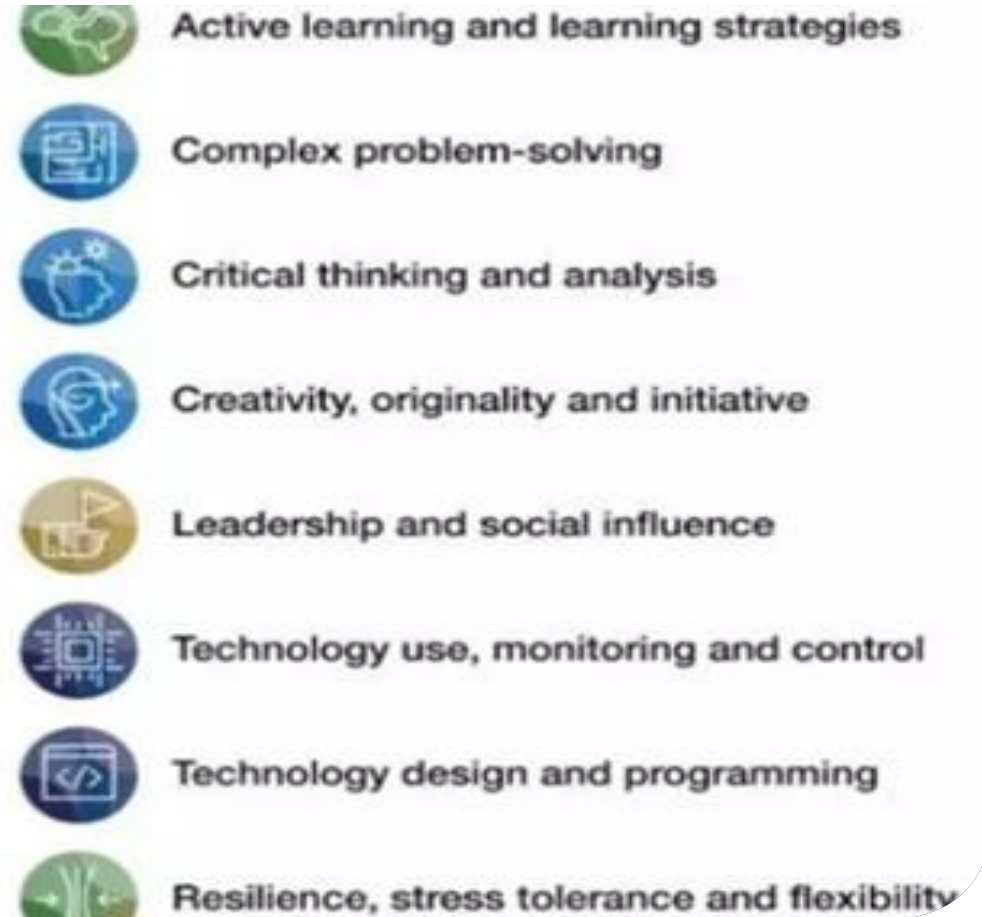 Active learning and learning strategies
Complex problem-solving
Critical thinking and analysis
Creativity, originality and initiative
Leadership and social influence
Technology use, monitoring and control
Technology design and programming
Resilience, stress tolerance and flexibility